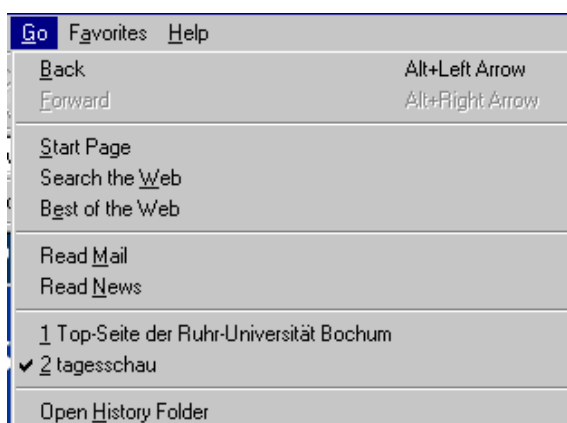 Go Favorites Help
Back Alt+Left Arrow
Forward Alt+Right Arrow
Start Page
Search the Web
Best of the Web
Read Mail
Read News
1 Top-Seite der Ruhr-Universität Bochum
2 tagesschau
Open History Folder